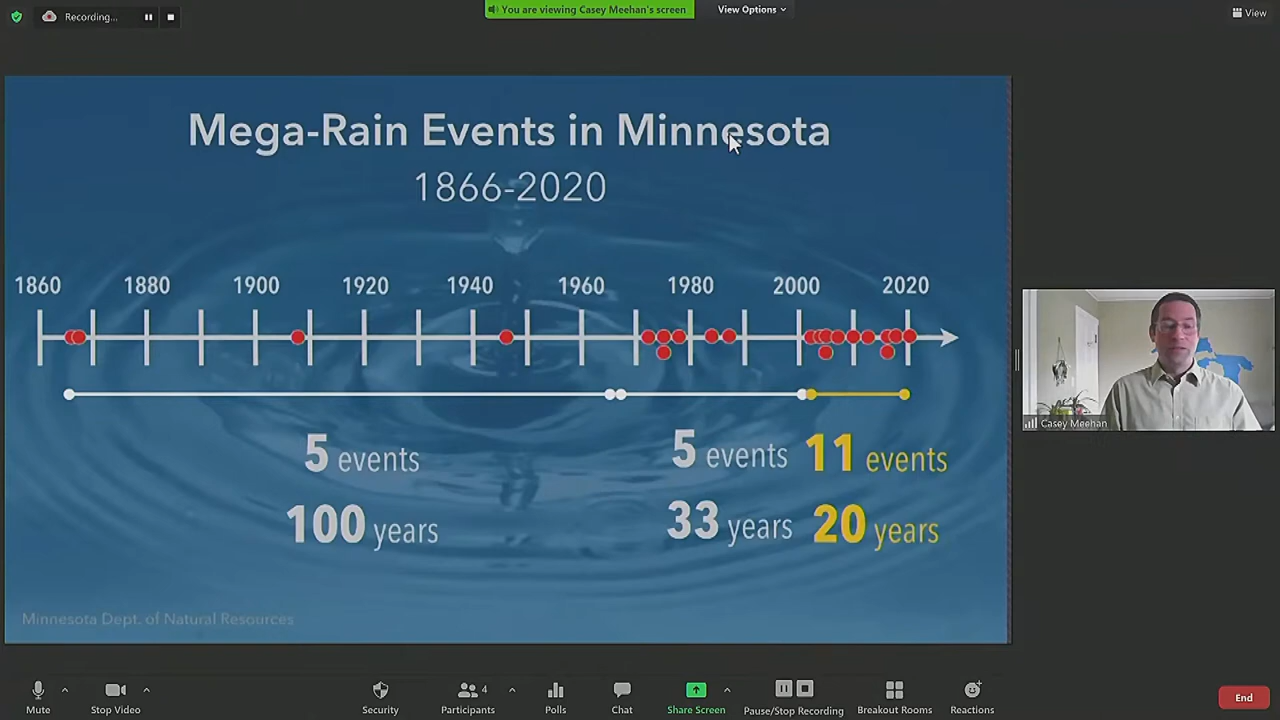 Recording...
You are viewing Casey Meehan's screen
View Options
View
Mega-Rain Events in Minnesota
1866-2020
1860 1880 1900 1920 1940 1960 1980 2000 2020
5 events 5 events 11 events
100 years 33 years 20 years
Casey Meehan
Minnesota Dept. of Natural Resources
4
Mute Stop Video Security Participants Polls Chat Share Screen Pause/Stop Recording Breakout Rooms Reactions End